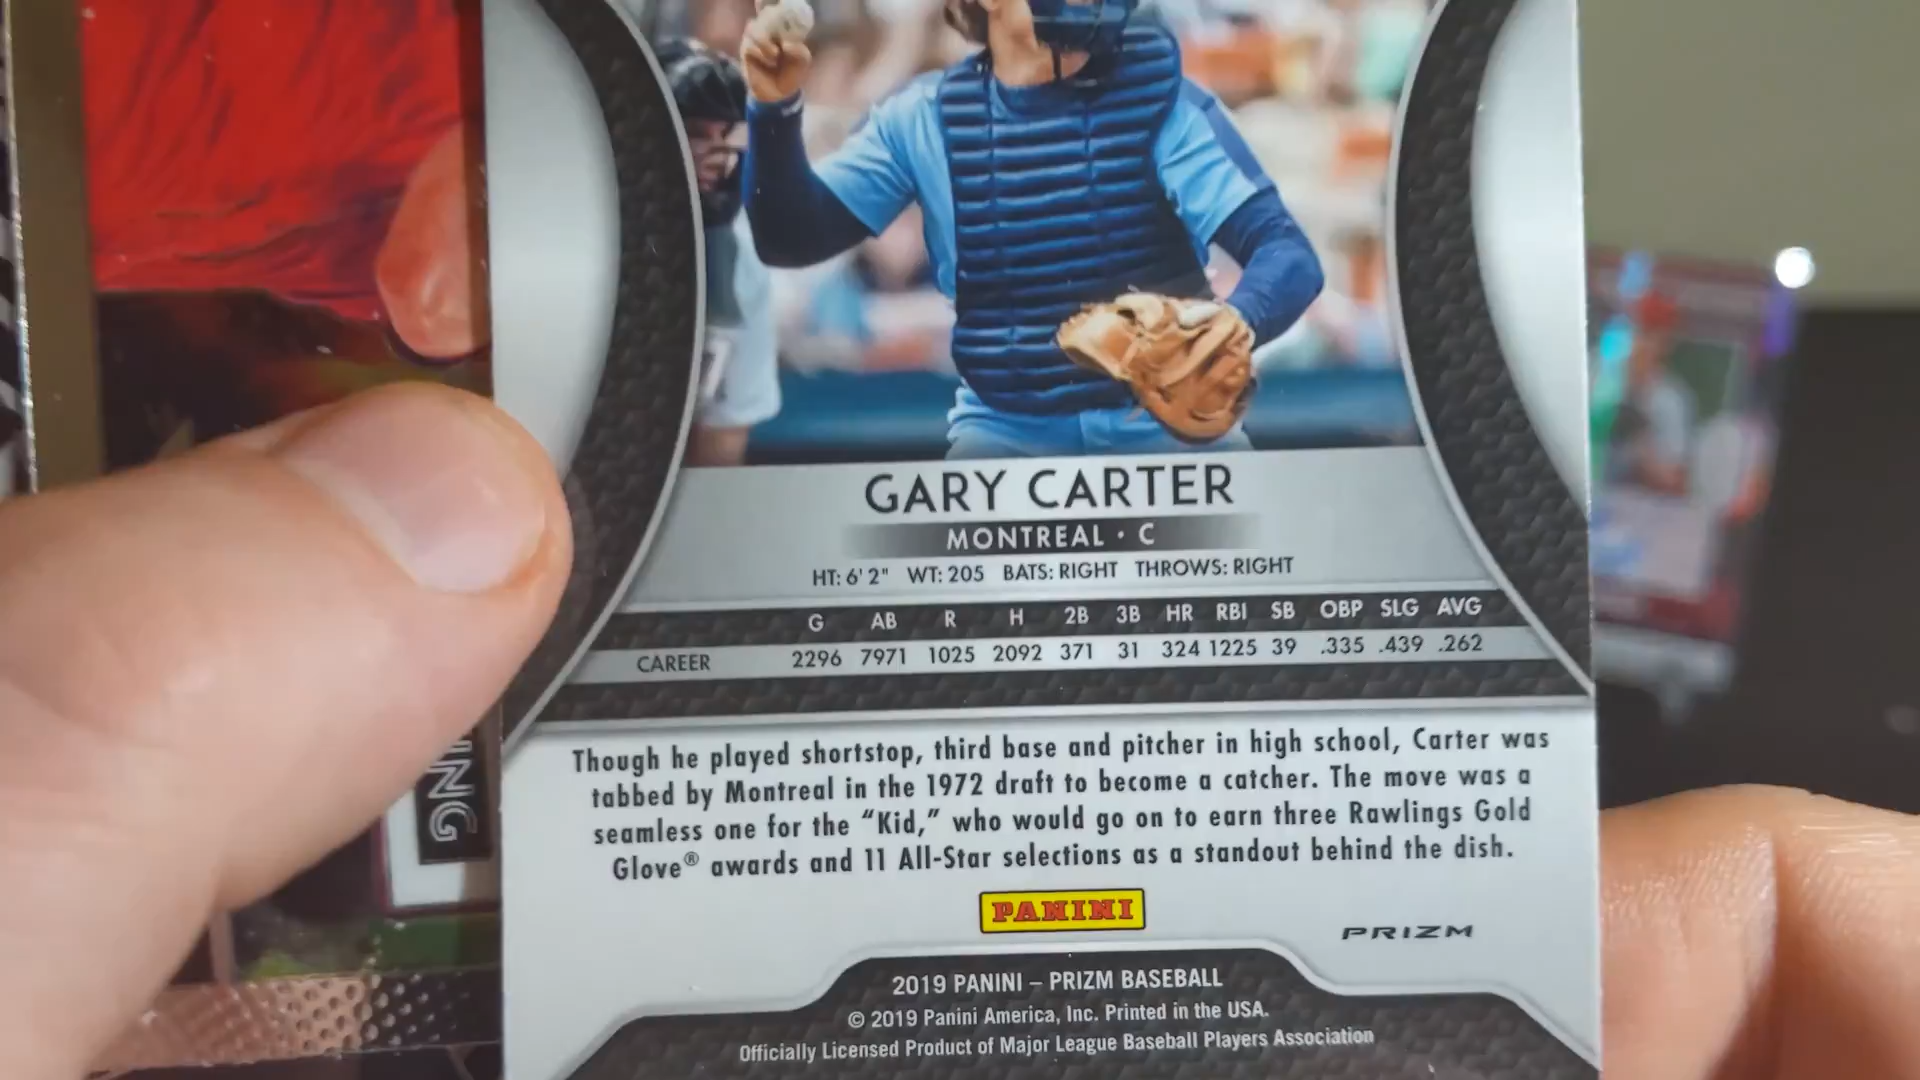 GARY CARTER
MONTREAL • C
HT: 6' 2" WT: 205 BATS: RIGHT THROWS: RIGHT
G AB R H 2B 3B HR RBI SB OBP SLG AVG
CAREER 2296 7971 1025 2092 371 31 324 1225 39 .335 .439 .262
Though he played shortstop, third base and pitcher in high school, Carter was
tabbed by Montreal in the 1972 draft to become a catcher. The move was a
seamless one for the “Kid,” who would go on to earn three Rawlings Gold
Glove® awards and 11 All-Star selections as a standout behind the dish.
PANINI
PRIZM
2019 PANINI – PRIZM BASEBALL
© 2019 Panini America, Inc. Printed in the USA.
Officially Licensed Product of Major League Baseball Players Association